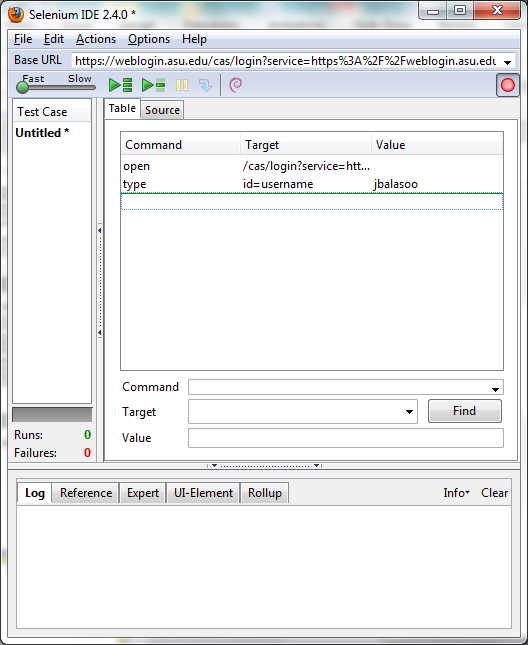 Selenium IDE 2.4.0 *
File Edit Actions Options Help
Base URL https://weblogin.asu.edu/cas/login?service=https%3A%2F%2Fweblogin.asu.edu
Fast Slow
Test Case
Untitled *
Table Source
Command Target Value
open /cas/login?service=htt...
type id=username jbalasoo
Command
Target Find
Value
Runs: 0
Failures: 0
Log Reference Expert UI-Element Rollup Info Clear